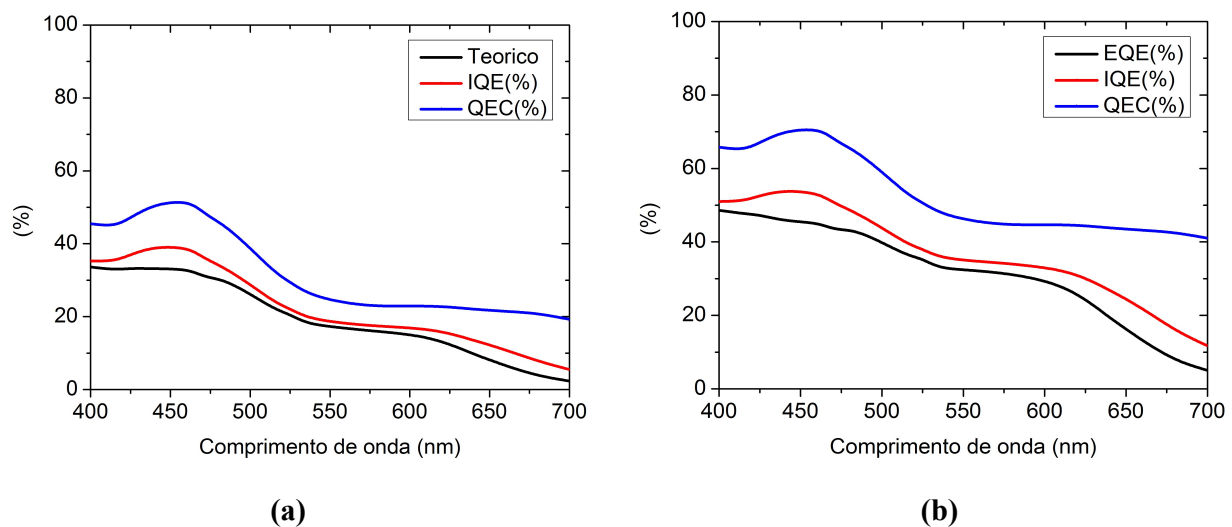 100
80
60
40
20
0
(%)
400 450 500 550 600 650 700
Comprimento de onda (nm)
Teorico
IQE(%)
QEC(%)
(a)
100
80
60
40
20
0
(%)
400 450 500 550 600 650 700
Comprimento de onda (nm)
EQE(%)
IQE(%)
QEC(%)
(b)